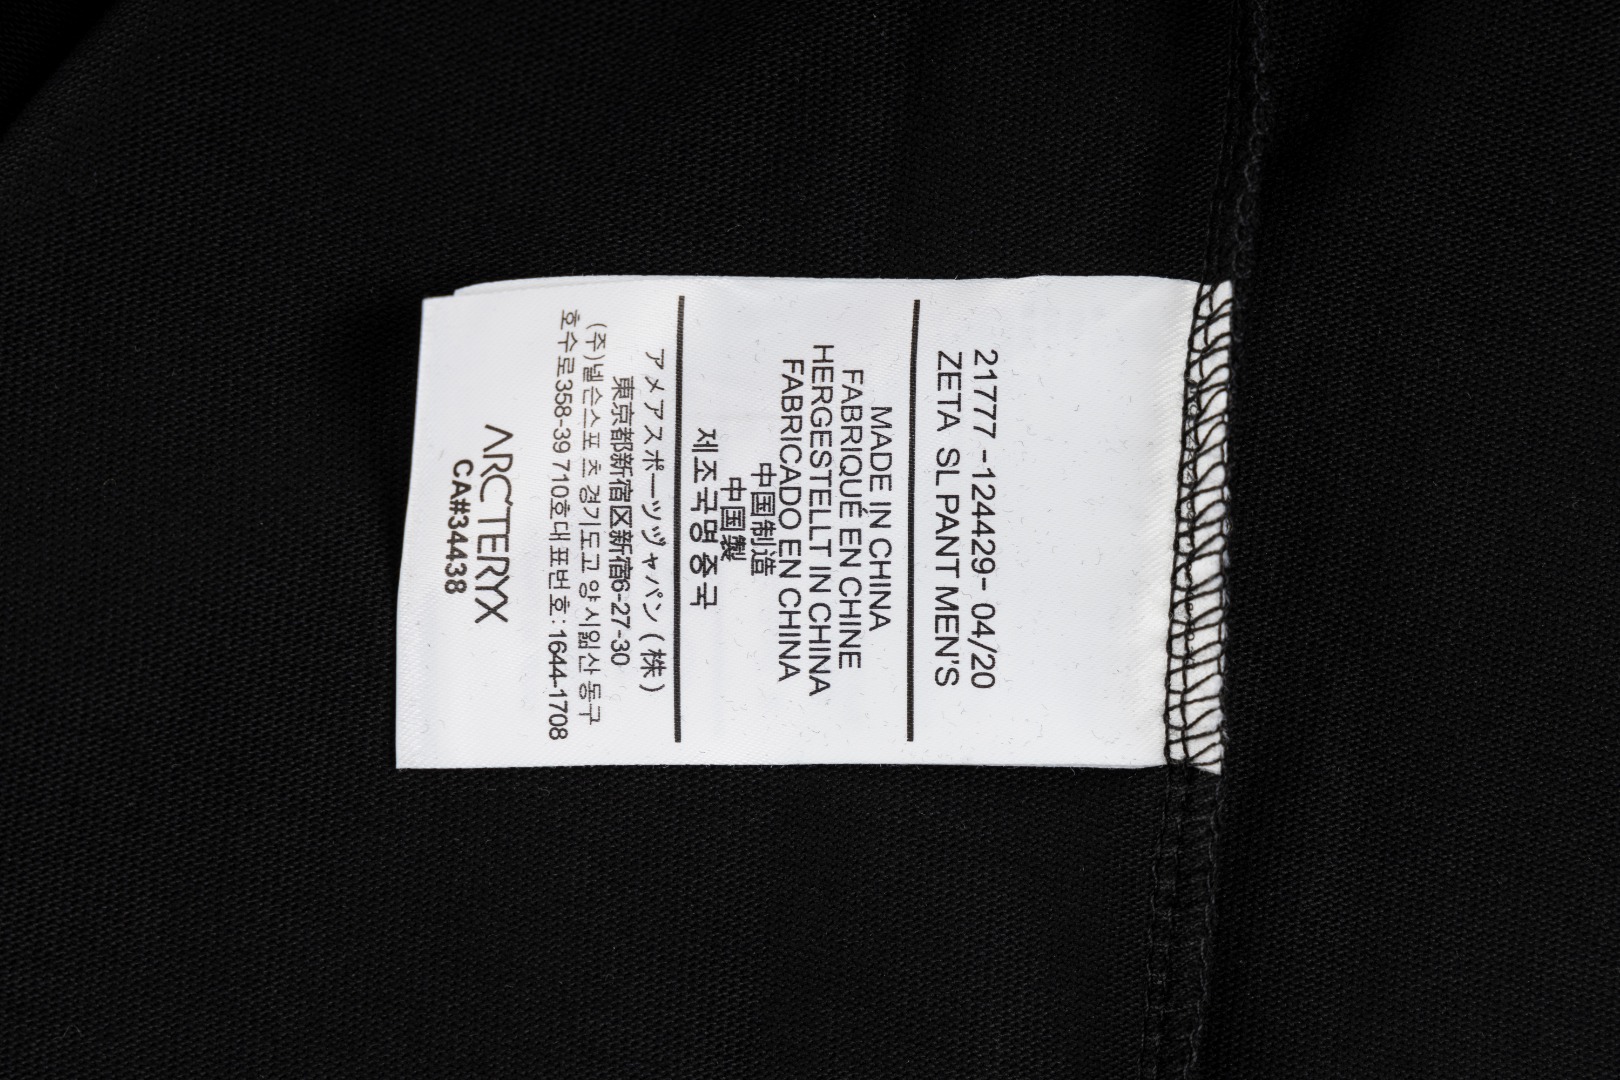 21777 -124429- 04/20
ZETA SL PANT MEN'S
MADE IN CHINA
FABRIQUÉ EN CHINE
HERGESTELLT IN CHINA
FABRICADO EN CHINA
中国制造
中国製
제조국명중국
アメアスポーツヅャパン(株)
東京都新宿区新宿6-27-30
(주)넬슨스포 츠 경기도고 양시일산 동구
호수로358-39 710호대표번호: 1644-1708
ARC'TERYX
CA#34438